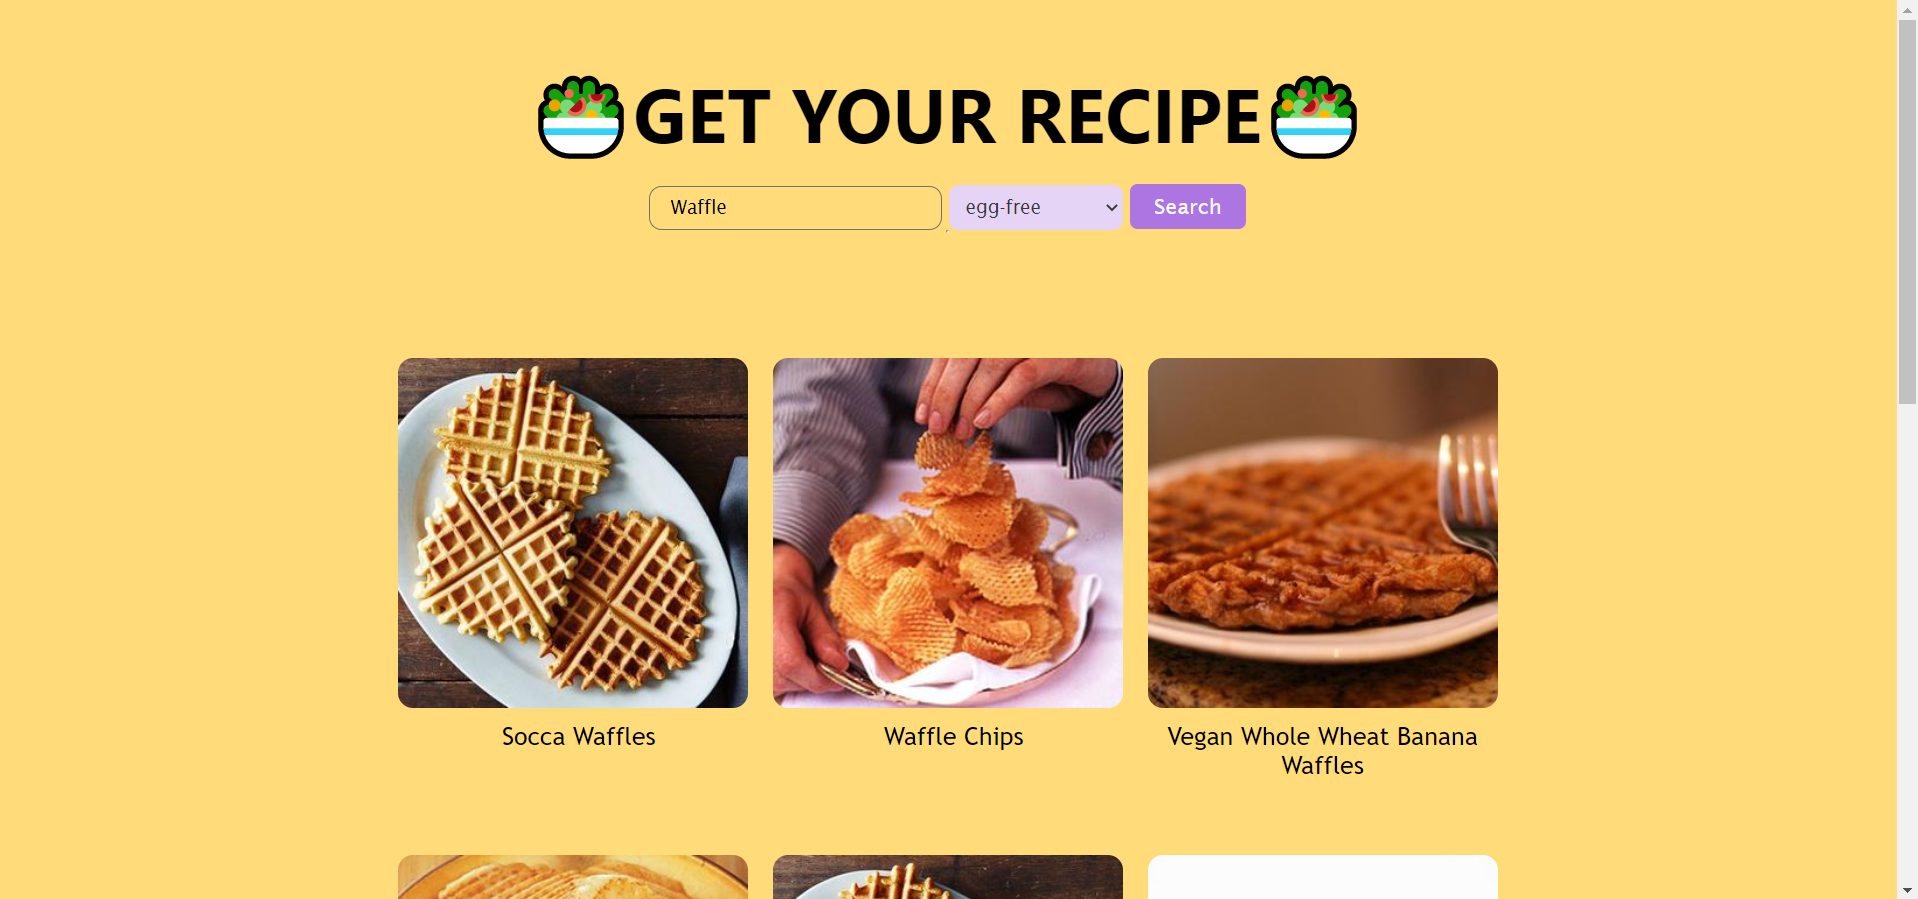 GET YOUR RECIPE
Waffle egg-free Search
Socca Waffles
Waffle Chips
Vegan Whole Wheat Banana
Waffles